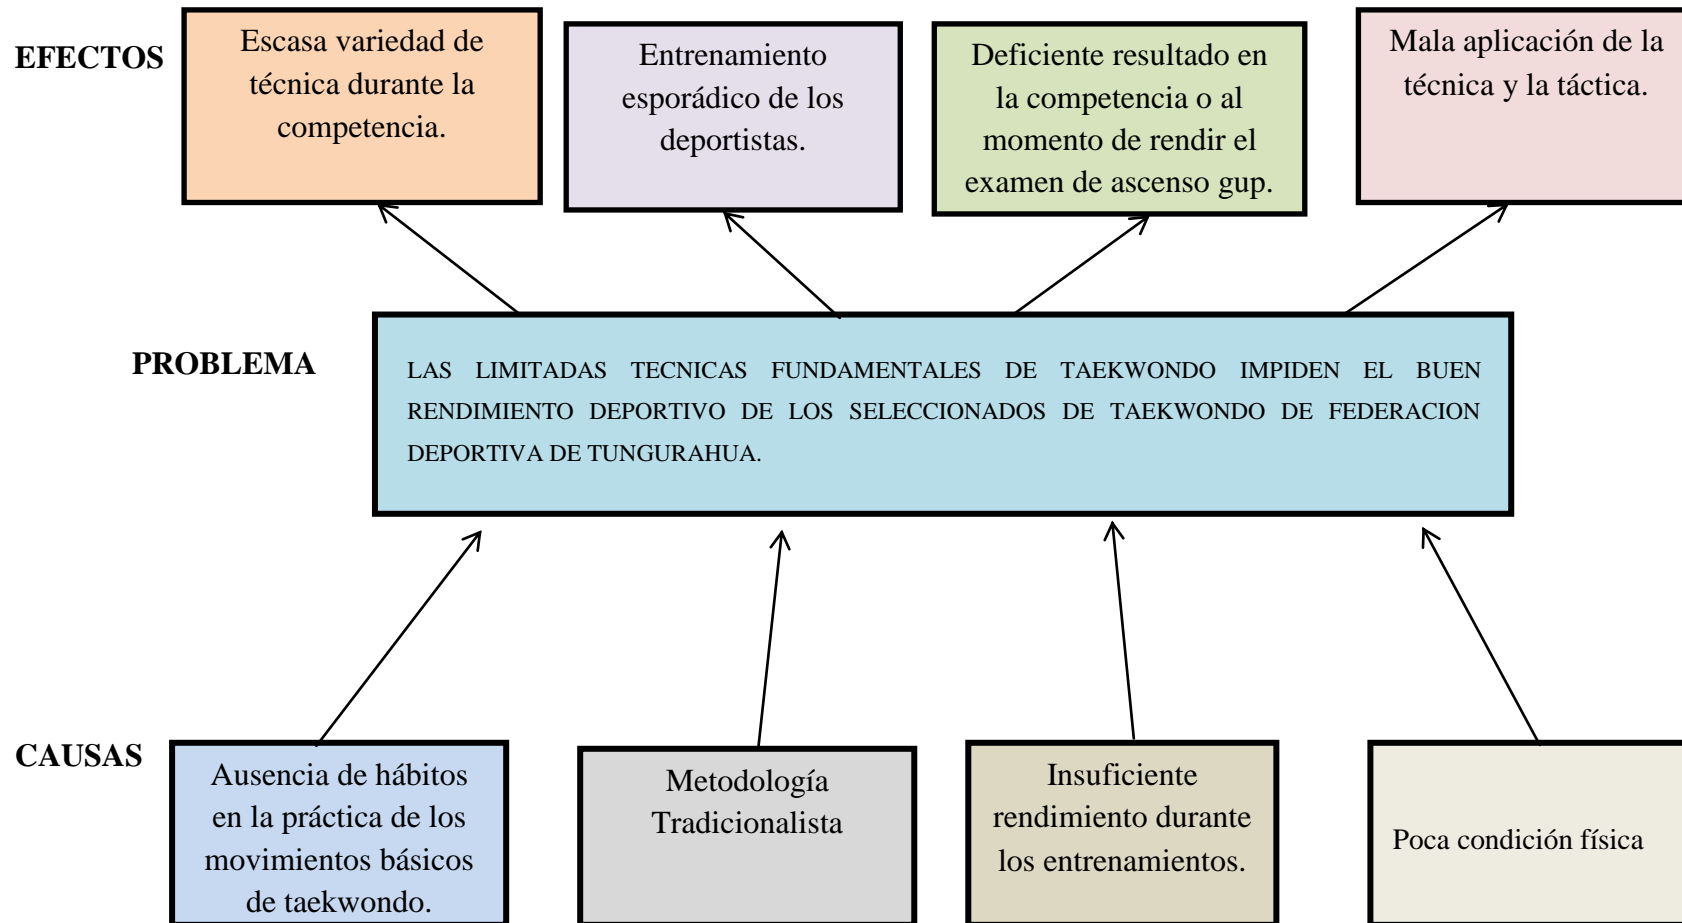 EFECTOS
Escasa variedad de
técnica durante la
competencia.
Entrenamiento
esporádico de los
deportistas.
Deficiente resultado en
la competencia o al
momento de rendir el
examen de ascenso gup.
Mala aplicación de la
técnica y la táctica.
PROBLEMA
LAS LIMITADAS TECNICAS FUNDAMENTALES DE TAEKWONDO IMPIDEN EL BUEN
RENDIMIENTO DEPORTIVO DE LOS SELECCIONADOS DE TAEKWONDO DE FEDERACION
DEPORTIVA DE TUNGURAHUA.
CAUSAS
Ausencia de hábitos
en la práctica de los
movimientos básicos
de taekwondo.
Metodología
Tradicionalista
Insuficiente
rendimiento durante
los entrenamientos.
Poca condición física